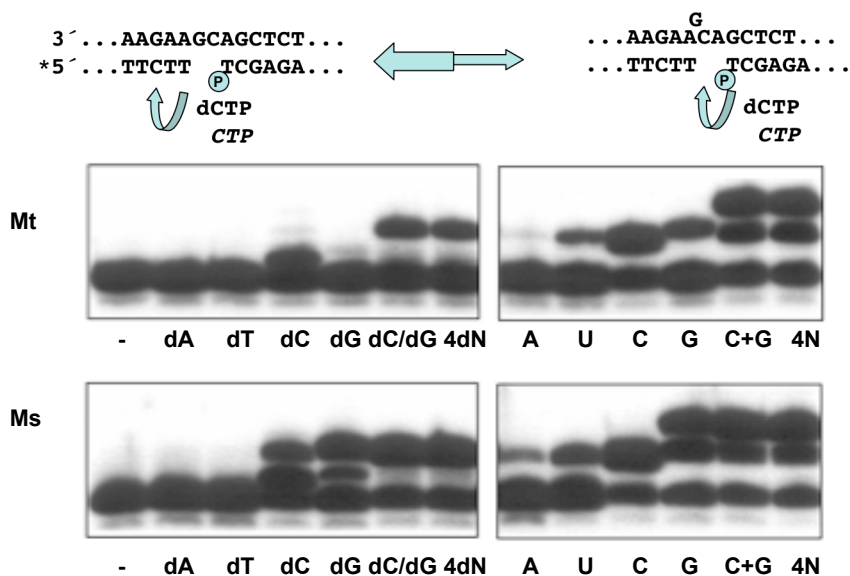 3´...AAGAAGCAGCTCT...
*5´...TTCTT TCGAGA...
P
dCTP
CTP
G
...AAGAACAGCTCT...
...TTCTT TCGAGA...
P
dCTP
CTP
Mt
- dA dT dC dG dC/dG 4dN A U C G C+G 4N
Ms
- dA dT dC dG dC/dG 4dN A U C G C+G 4N